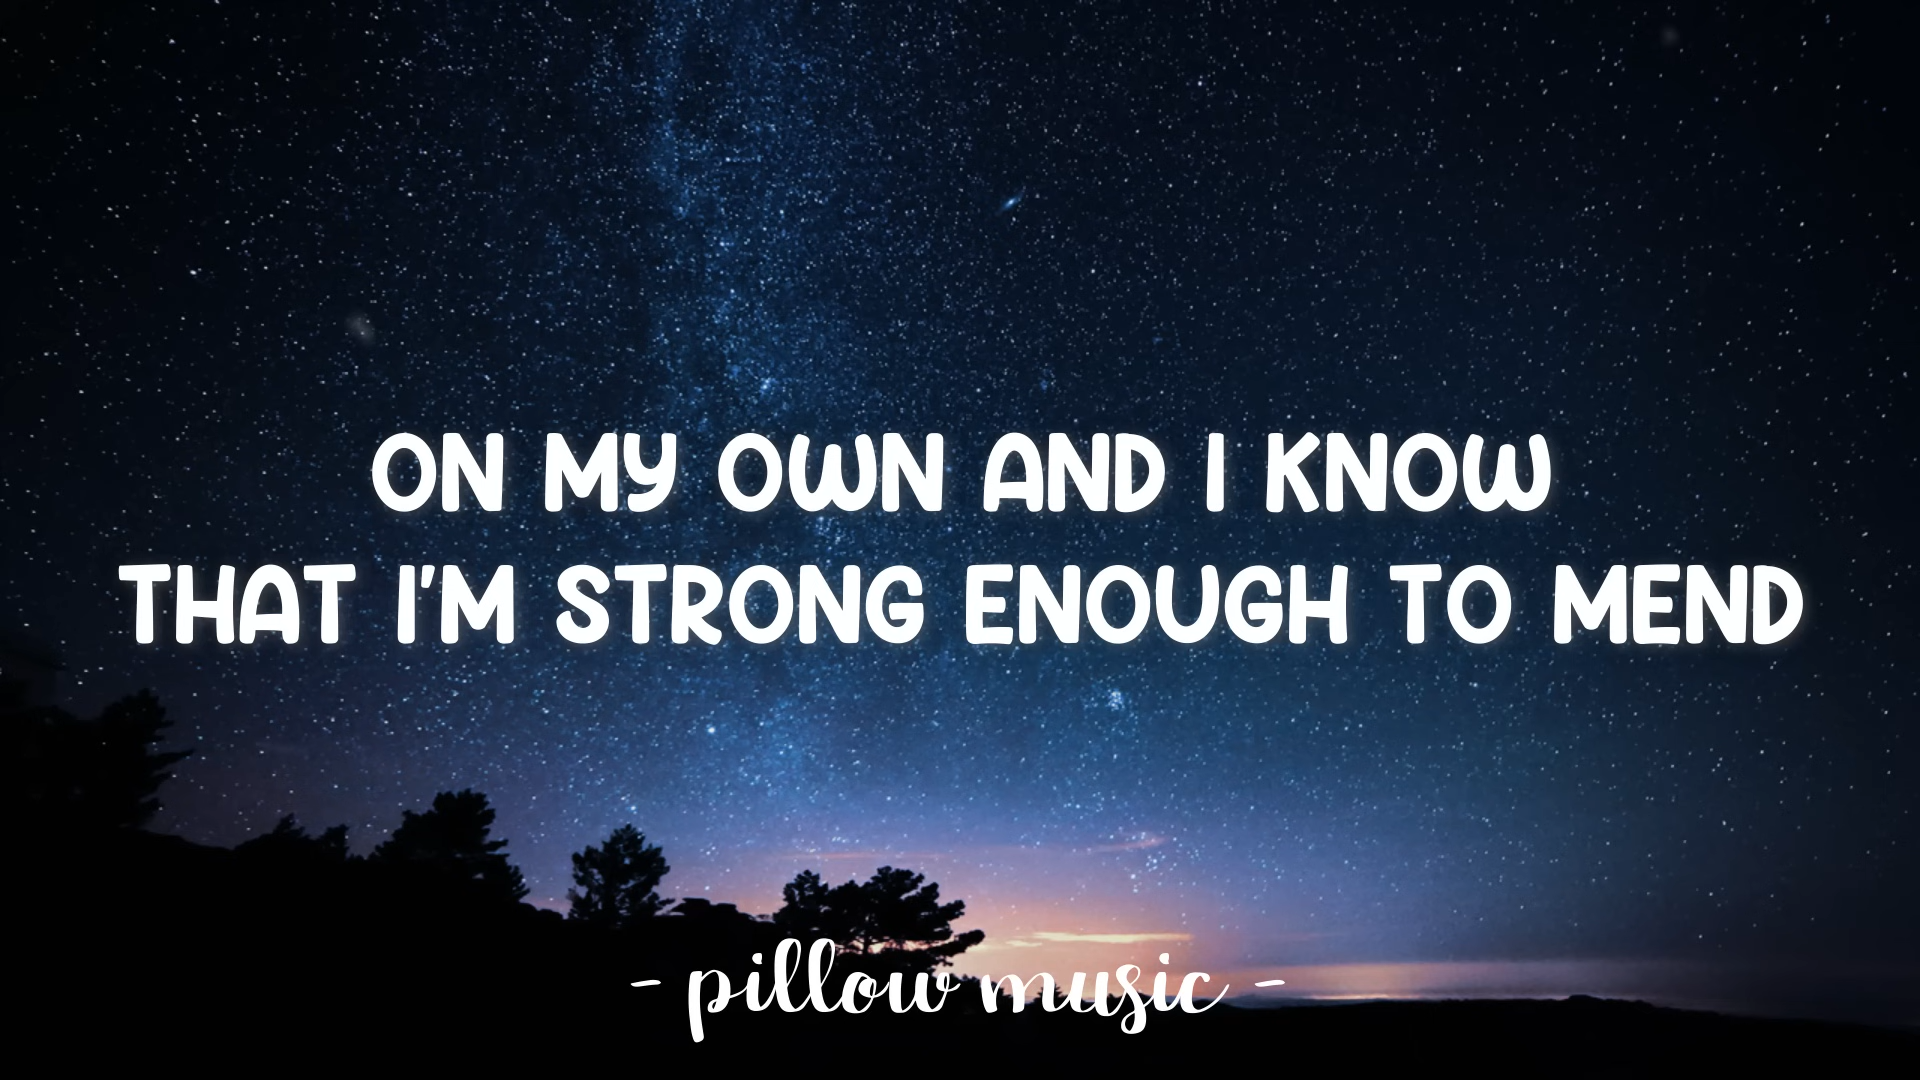 ON MY OWN AND I KNOW
THAT I'M STRONG ENOUGH TO MEND
- pillow music -